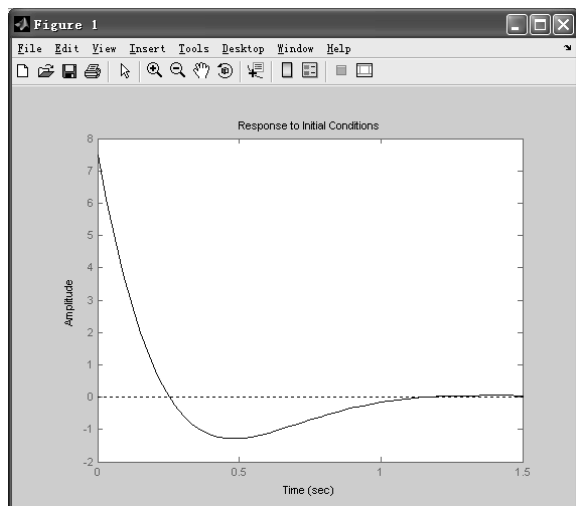 Figure 1
File Edit View Insert Tools Desktop Window Help
Response to Initial Conditions
8
7
6
5
4
3
2
1
0
-1
-2
Amplitude
0 0.5 1 1.5
Time (sec)